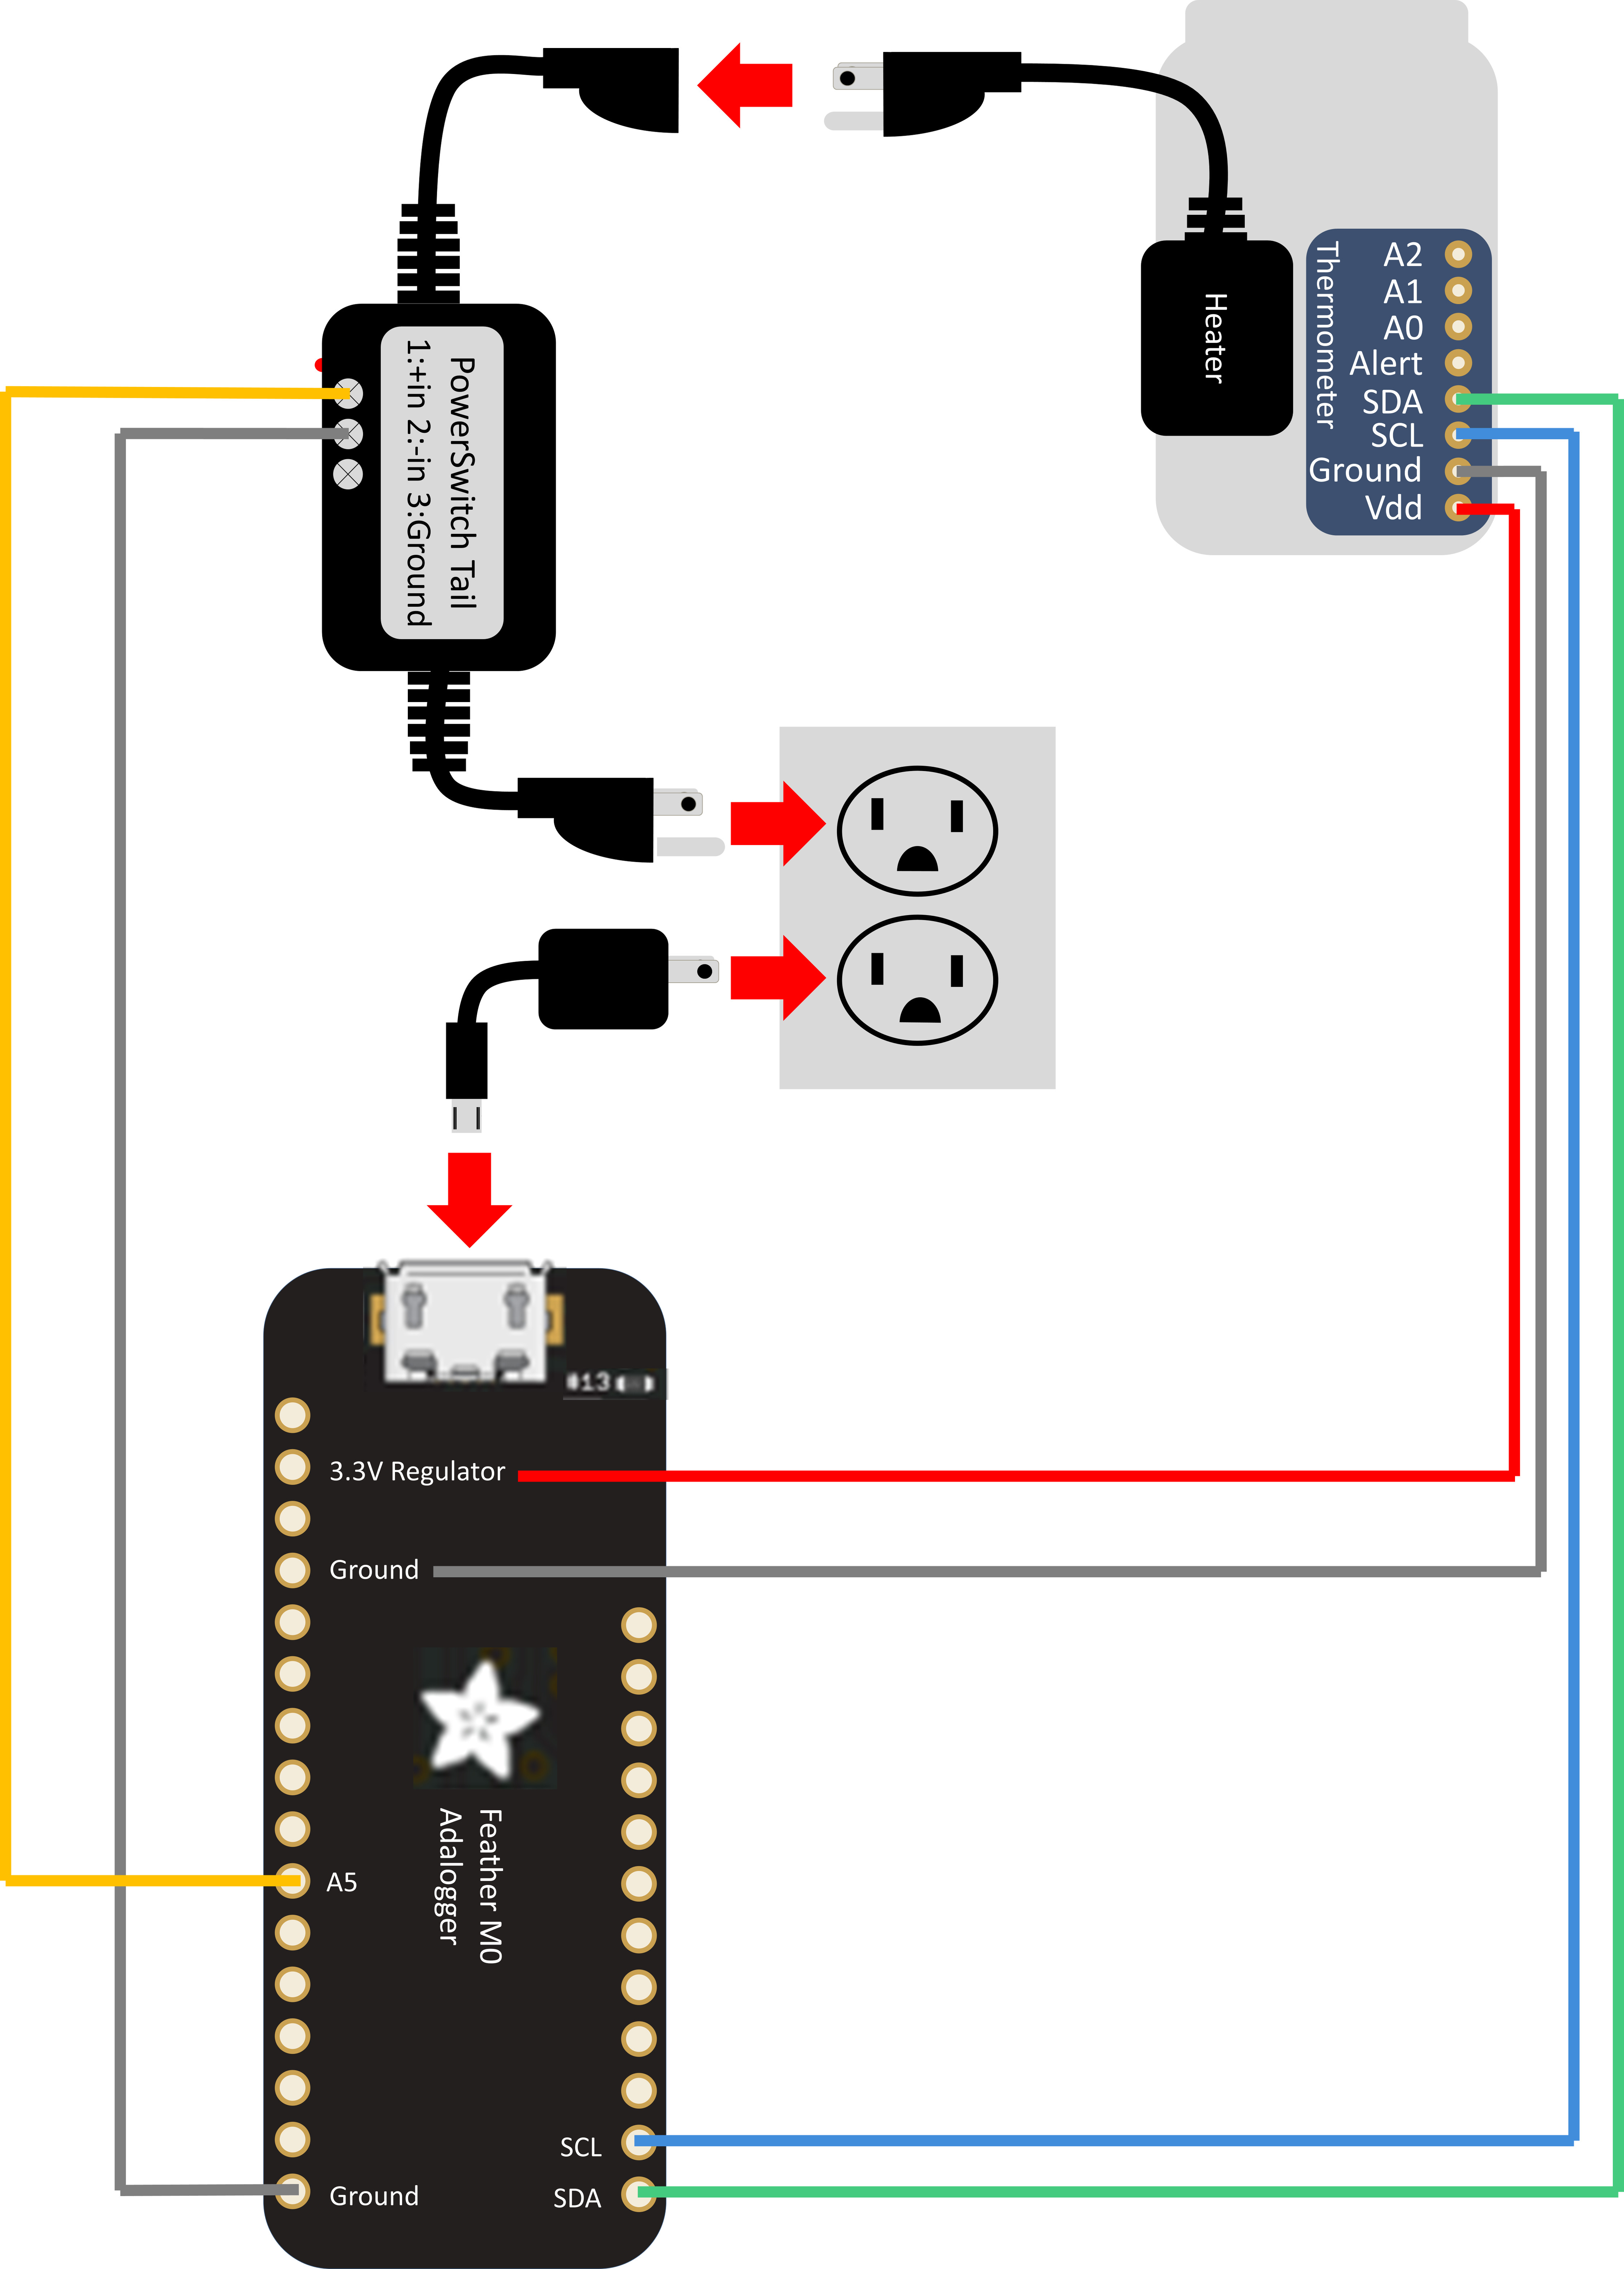 A2
A1
A0
Alert
SDA
SCL
Ground
Vdd
Thermometer
Heater
PowerSwitch Tail
1:+in 2:-in 3:Ground
13
3.3V Regulator
Ground
Feather M0
Adalogger
A5
SCL
Ground
SDA